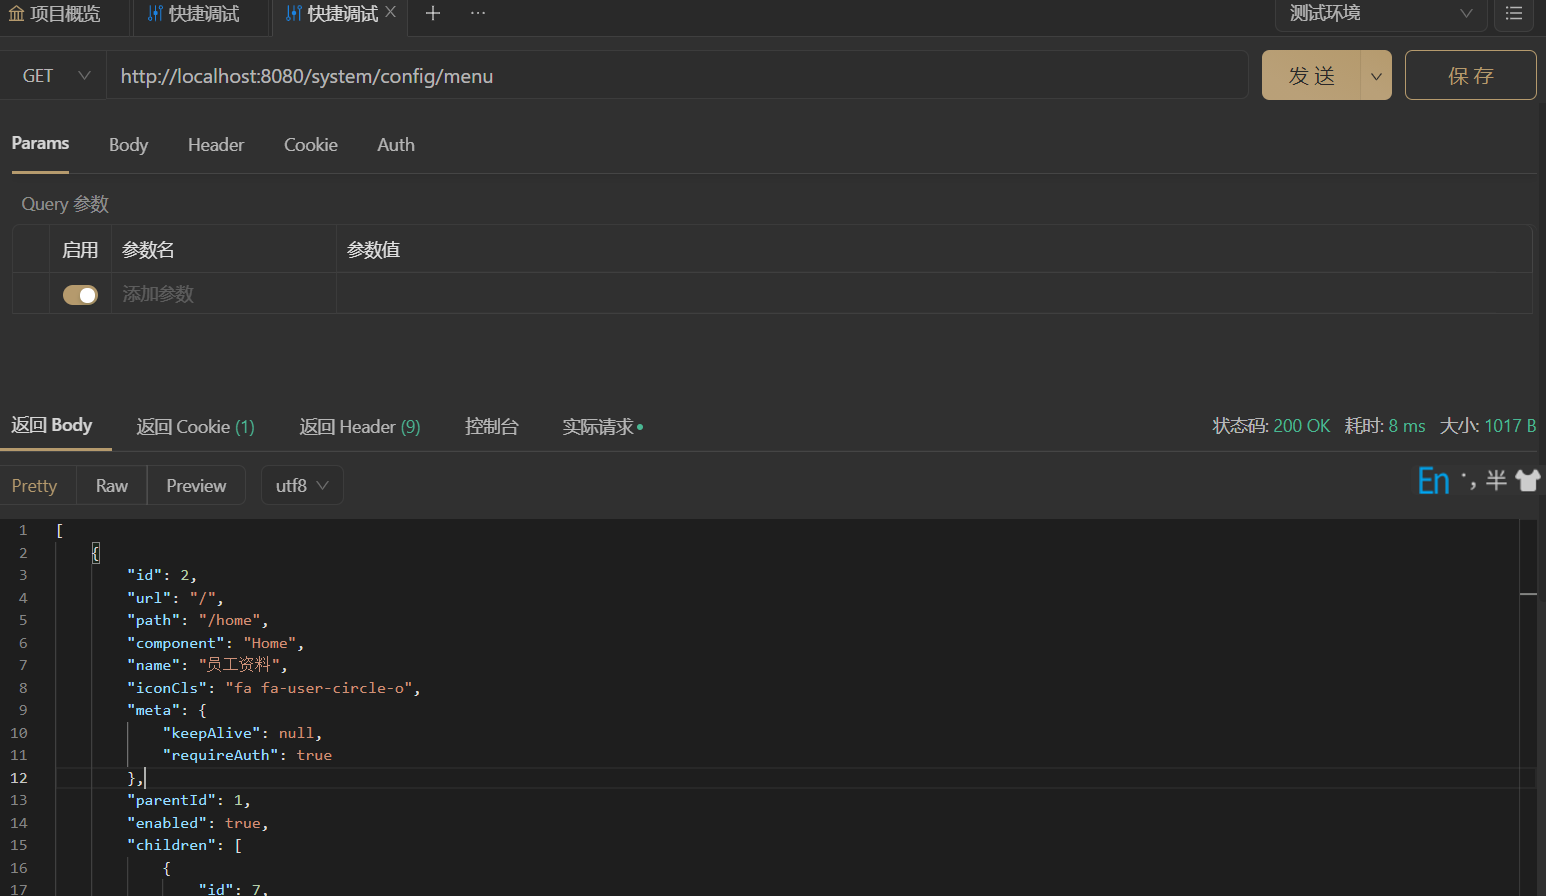 项目概览 快捷调试 快捷调试 测试环境
GET http://localhost:8080/system/config/menu 发 送 保 存
Params Body Header Cookie Auth
Query 参数
启用 参数名 参数值
添加参数
返回 Body 返回 Cookie (1) 返回 Header (9) 控制台 实际请求 状态码: 200 OK 耗时: 8 ms 大小: 1017 B
Pretty Raw Preview utf8 En ·, 半
1 [
2 {
3 "id": 2,
4 "url": "/",
5 "path": "/home",
6 "component": "Home",
7 "name": "员工资料",
8 "iconCls": "fa fa-user-circle-o",
9 "meta": {
10 "keepAlive": null,
11 "requireAuth": true
12 },
13 "parentId": 1,
14 "enabled": true,
15 "children": [
16 {
17 "id": 7,